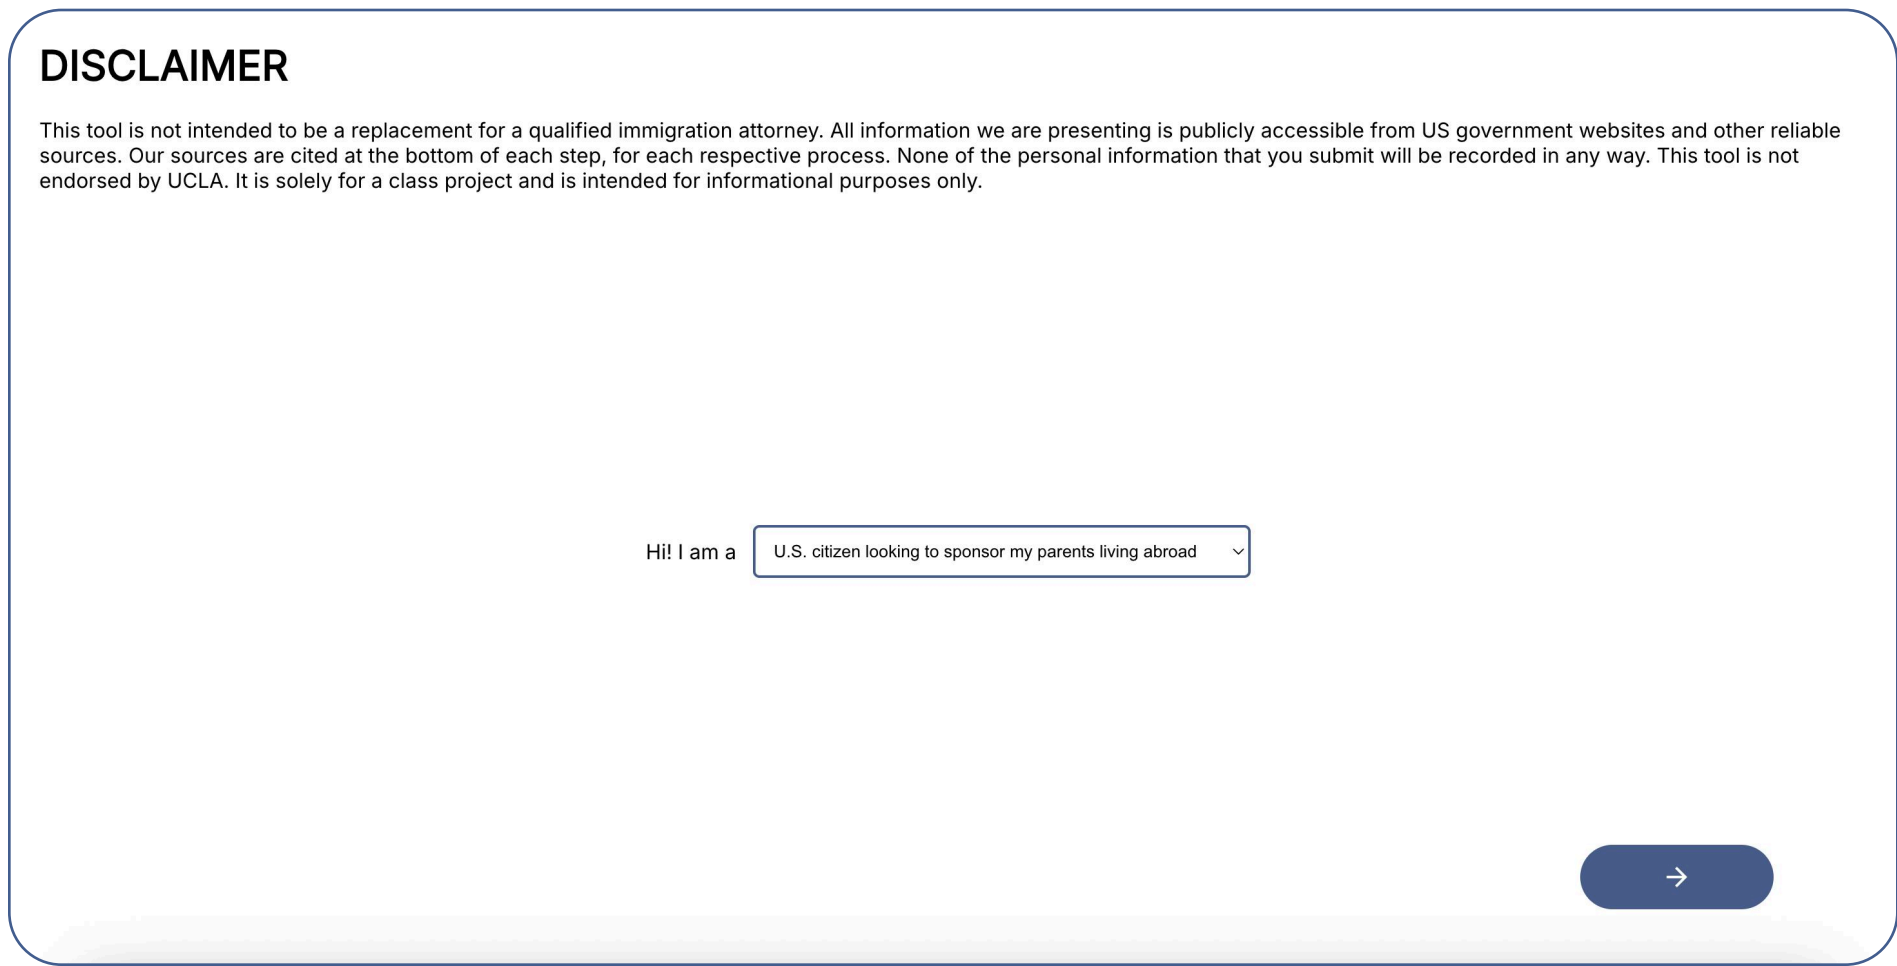 DISCLAIMER
This tool is not intended to be a replacement for a qualified immigration attorney. All information we are presenting is publicly accessible from US government websites and other reliable
sources. Our sources are cited at the bottom of each step, for each respective process. None of the personal information that you submit will be recorded in any way. This tool is not
endorsed by UCLA. It is solely for a class project and is intended for informational purposes only.
Hi! I am a U.S. citizen looking to sponsor my parents living abroad